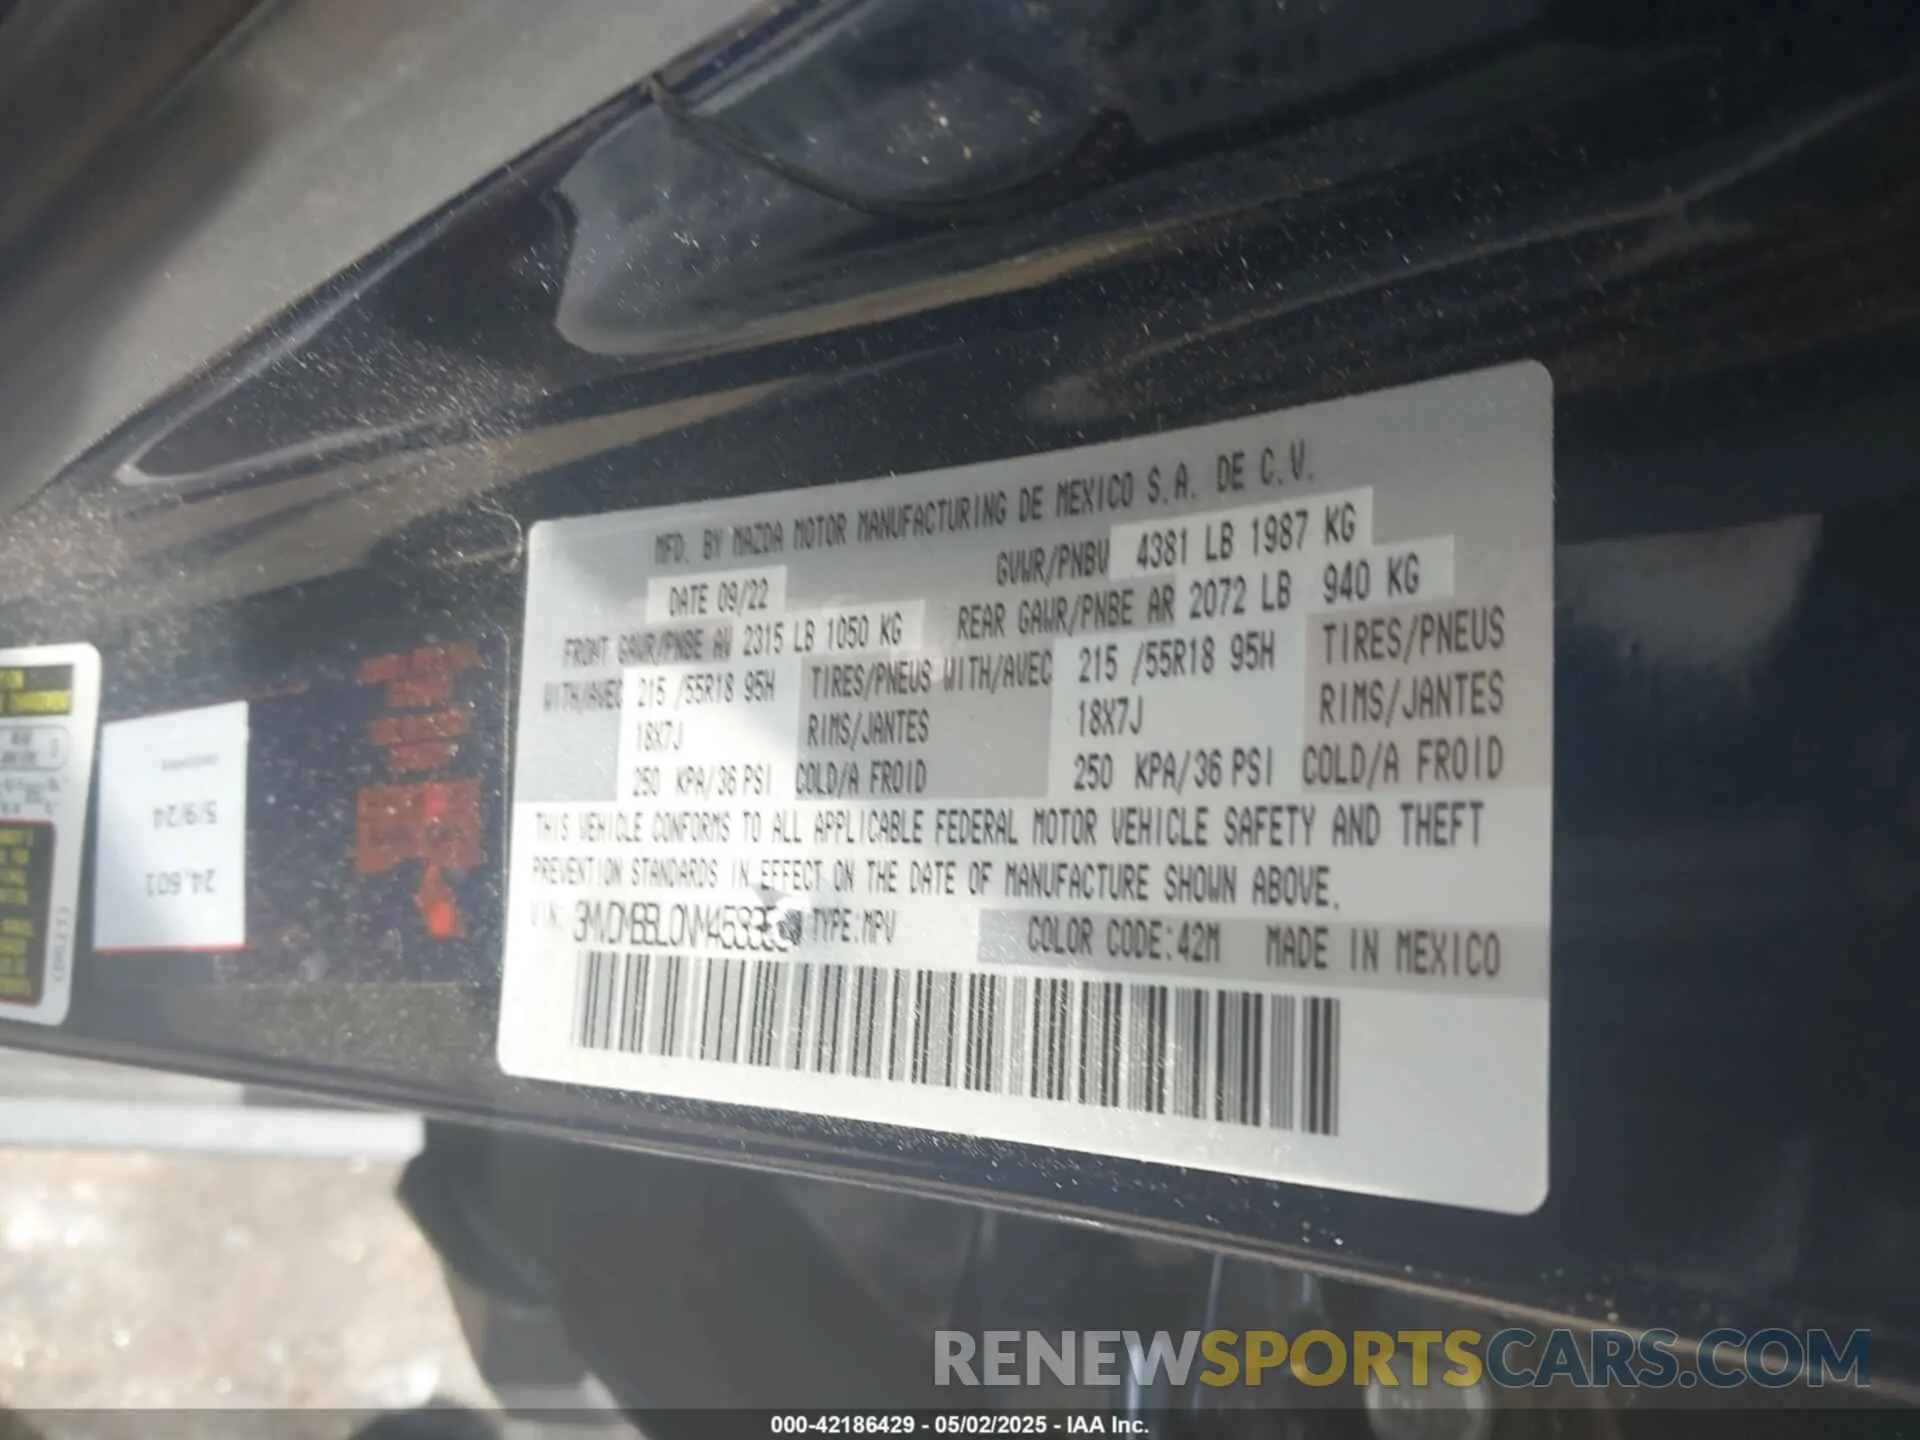 MFD. BY MAZDA MOTOR MANUFACTURING DE MEXICO S.A. DE C.V.
DATE 09/22
GVWR/PNBV 4381 LB 1987 KG
FRONT GAWR/PNBE AV 2315 LB 1050 KG
REAR GAWR/PNBE AR 2072 LB 940 KG
WITH/AVEC 215 /55R18 95H TIRES/PNEUS WITH/AVEC 215 /55R18 95H TIRES/PNEUS
18X7J RIMS/JANTES 18X7J RIMS/JANTES
250 KPA/36 PSI COLD/A FROID 250 KPA/36 PSI COLD/A FROID
THIS VEHICLE CONFORMS TO ALL APPLICABLE FEDERAL MOTOR VEHICLE SAFETY AND THEFT
PREVENTION STANDARDS IN EFFECT ON THE DATE OF MANUFACTURE SHOWN ABOVE.
VIN: TYPE:MPV COLOR CODE:42M MADE IN MEXICO
24,601
5/9/24
RENEWSPORTSCARS.COM
000-42186429 - 05/02/2025 - IAA Inc.